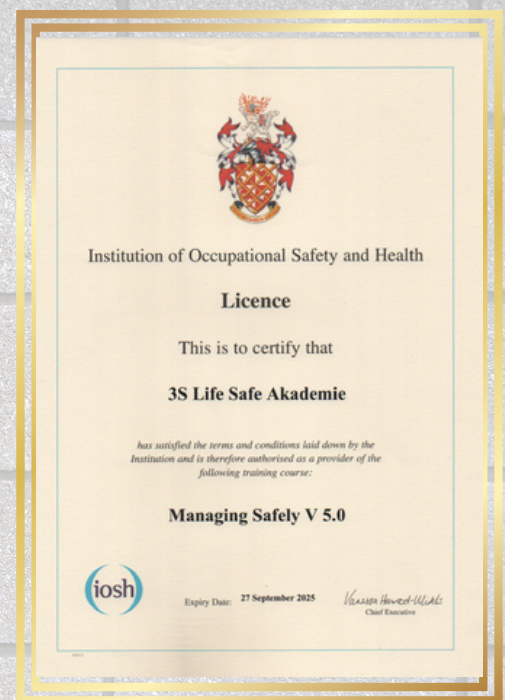 Institution of Occupational Safety and Health
Licence
This is to certify that
3S Life Safe Akademie
has satisfied the terms and conditions laid down by the
Institution and is therefore authorised as a provider of the
following training course:
Managing Safely V 5.0
iosh
Expiry Date: 27 September 2025
Chief Executive